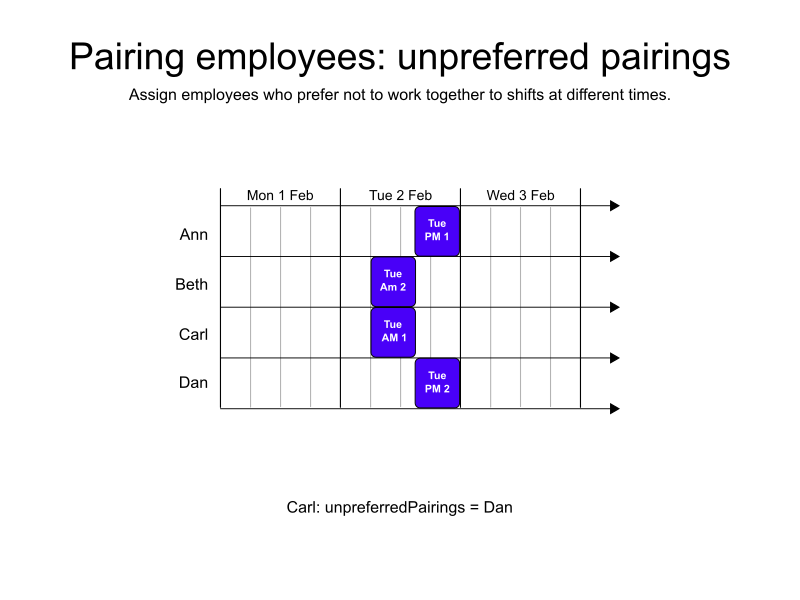 Pairing employees: unpreferred pairings
Assign employees who prefer not to work together to shifts at different times.
Mon 1 Feb
Tue 2 Feb
Wed 3 Feb
Ann
Tue
PM 1
Beth
Tue
Am 2
Carl
Tue
AM 1
Dan
Tue
PM 2
Carl: unpreferredPairings = Dan